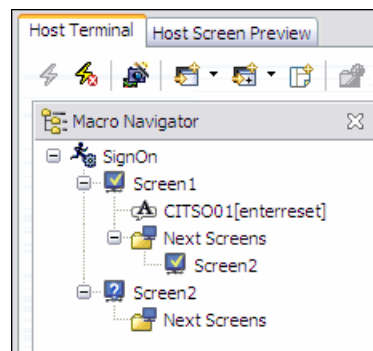 Host Terminal Host Screen Preview
Macro Navigator
SignOn
Screen1
CITSO01[enterreset]
Next Screens
Screen2
Screen2
Next Screens